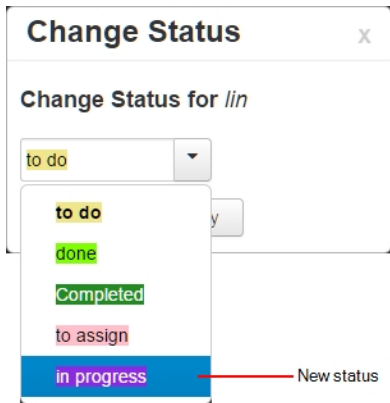 Change Status x
Change Status for lin
to do
to do
y
done
Completed
to assign
in progress
New status